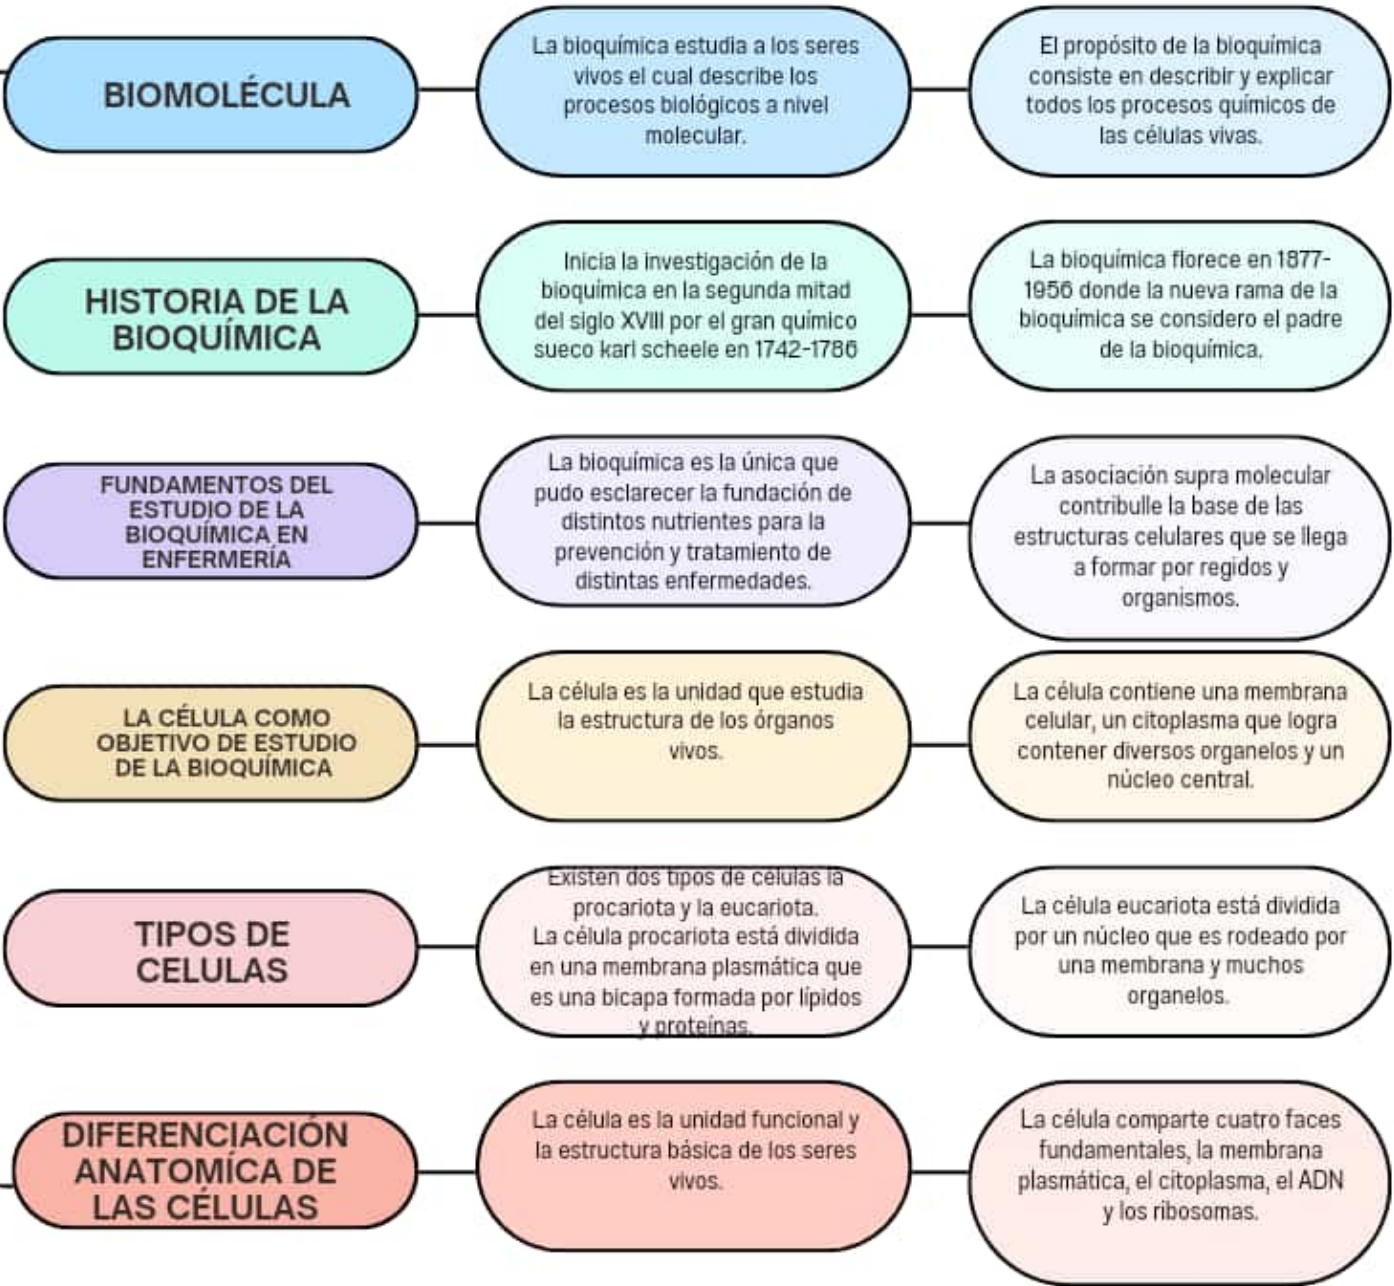 BIOMOLÉCULA
La bioquímica estudia a los seres
vivos el cual describe los
procesos biológicos a nivel
molecular.
El propósito de la bioquímica
consiste en describir y explicar
todos los procesos químicos de
las células vivas.
HISTORIA DE LA
BIOQUÍMICA
Inicia la investigación de la
bioquímica en la segunda mitad
del siglo XVIII por el gran químico
sueco karl scheele en 1742-1786
La bioquímica florece en 1877-
1956 donde la nueva rama de la
bioquímica se considero el padre
de la bioquímica.
FUNDAMENTOS DEL
ESTUDIO DE LA
BIOQUÍMICA EN
ENFERMERÍA
La bioquímica es la única que
pudo esclarecer la fundación de
distintos nutrientes para la
prevención y tratamiento de
distintas enfermedades.
La asociación supra molecular
contribulle la base de las
estructuras celulares que se llega
a formar por regidos y
organismos.
LA CÉLULA COMO
OBJETIVO DE ESTUDIO
DE LA BIOQUÍMICA
La célula es la unidad que estudia
la estructura de los órganos
vivos.
La célula contiene una membrana
celular, un citoplasma que logra
contener diversos organelos y un
núcleo central.
TIPOS DE
CELULAS
Existen dos tipos de células la
procariota y la eucariota.
La célula procariota está dividida
en una membrana plasmática que
es una bicapa formada por lípidos
y proteínas.
La célula eucariota está dividida
por un núcleo que es rodeado por
una membrana y muchos
organelos.
DIFERENCIACIÓN
ANATOMÍCA DE
LAS CÉLULAS
La célula es la unidad funcional y
la estructura básica de los seres
vivos.
La célula comparte cuatro faces
fundamentales, la membrana
plasmática, el citoplasma, el ADN
y los ribosomas.